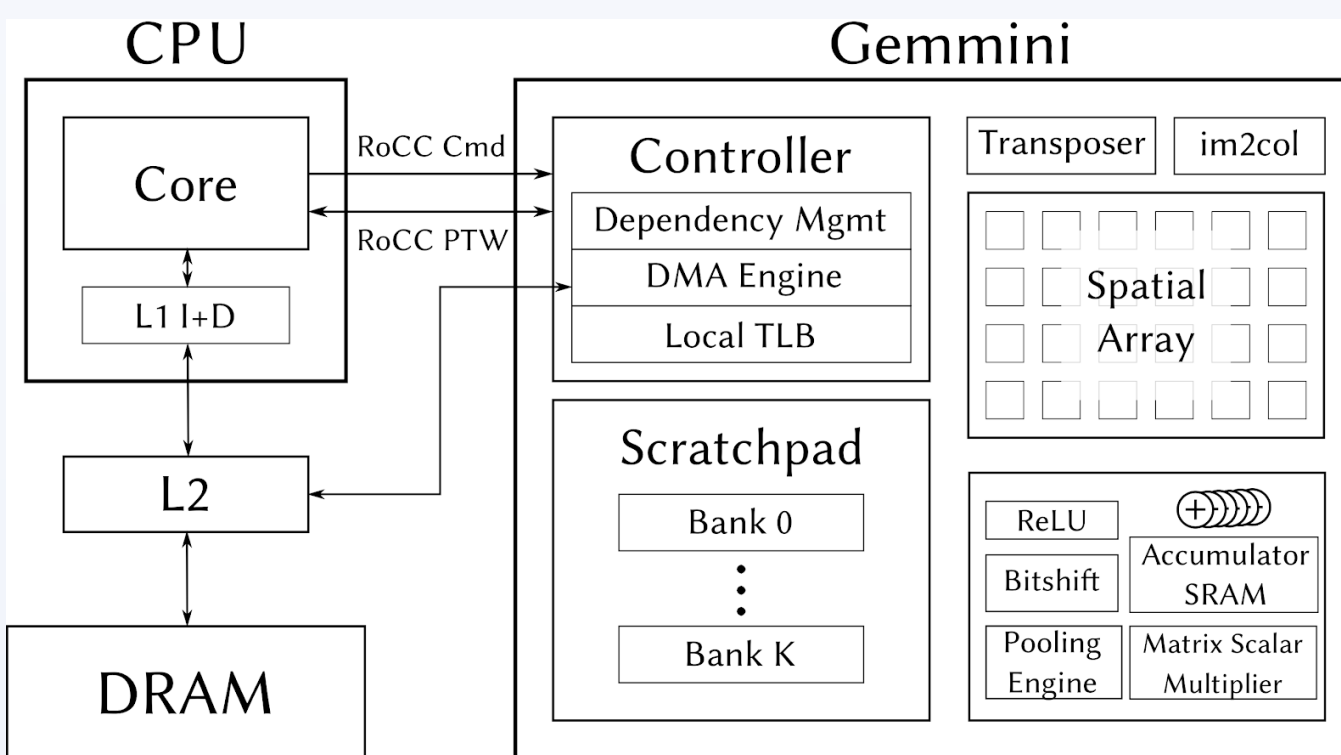 CPU
Gemmini
Core
L1 I+D
L2
DRAM
RoCC Cmd
RoCC PTW
Controller
Dependency Mgmt
DMA Engine
Local TLB
Scratchpad
Bank 0
Bank K
Transposer
im2col
Spatial
Array
ReLU
Bitshift
Pooling
Engine
+
Accumulator
SRAM
Matrix Scalar
Multiplier